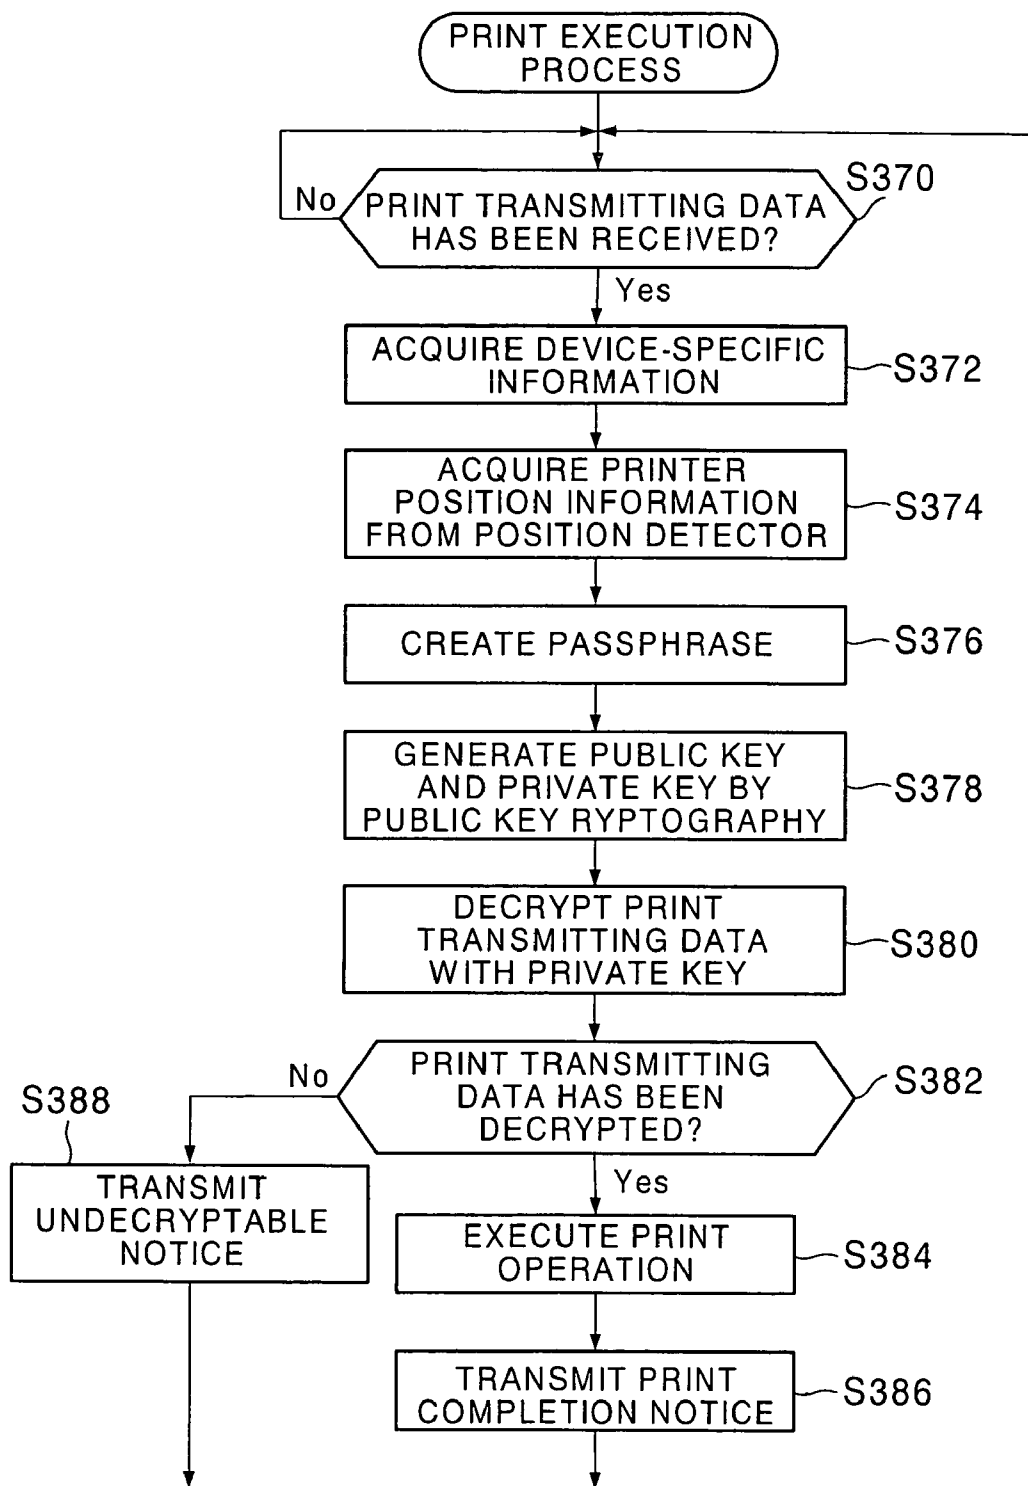 PRINT EXECUTION
PROCESS
S370
No
PRINT TRANSMITTING DATA
HAS BEEN RECEIVED?
Yes
ACQUIRE DEVICE-SPECIFIC
INFORMATION
S372
ACQUIRE PRINTER
POSITION INFORMATION
FROM POSITION DETECTOR
S374
CREATE PASSPHRASE
S376
GENERATE PUBLIC KEY
AND PRIVATE KEY BY
PUBLIC KEY RYPTOGRAPHY
S378
DECRYPT PRINT
TRANSMITTING DATA
WITH PRIVATE KEY
S380
No
PRINT TRANSMITTING
DATA HAS BEEN
DECRYPTED?
S382
S388
Yes
TRANSMIT
UNDECRYPTABLE
NOTICE
EXECUTE PRINT
OPERATION
S384
TRANSMIT PRINT
COMPLETION NOTICE
S386